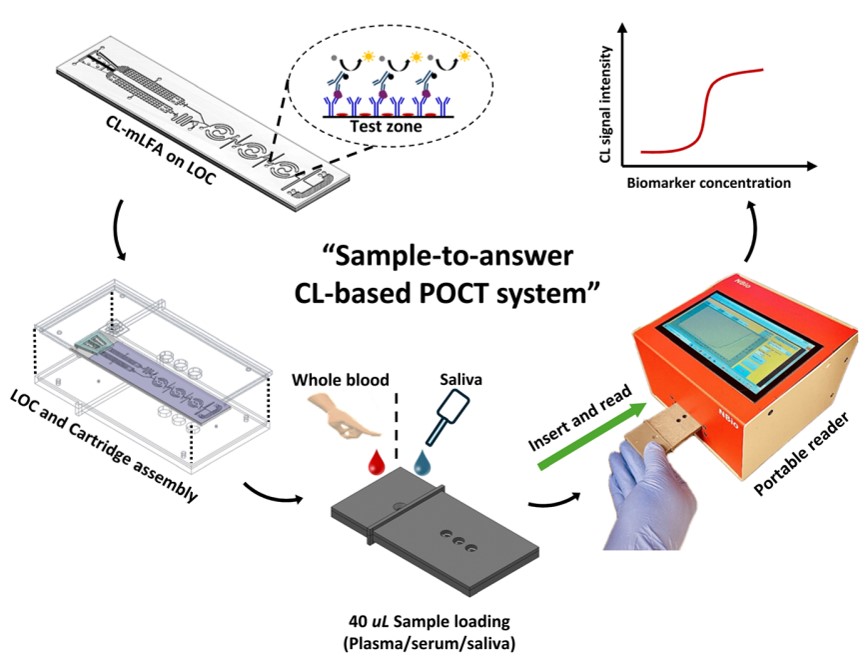 CL-mLFA on LOC
Test zone
CL signal intensity
Biomarker concentration
“Sample-to-answer
CL-based POCT system”
LOC and Cartridge assembly
Whole blood
Saliva
40 uL Sample loading
(Plasma/serum/saliva)
Insert and read
NBio
NBio
Portable reader